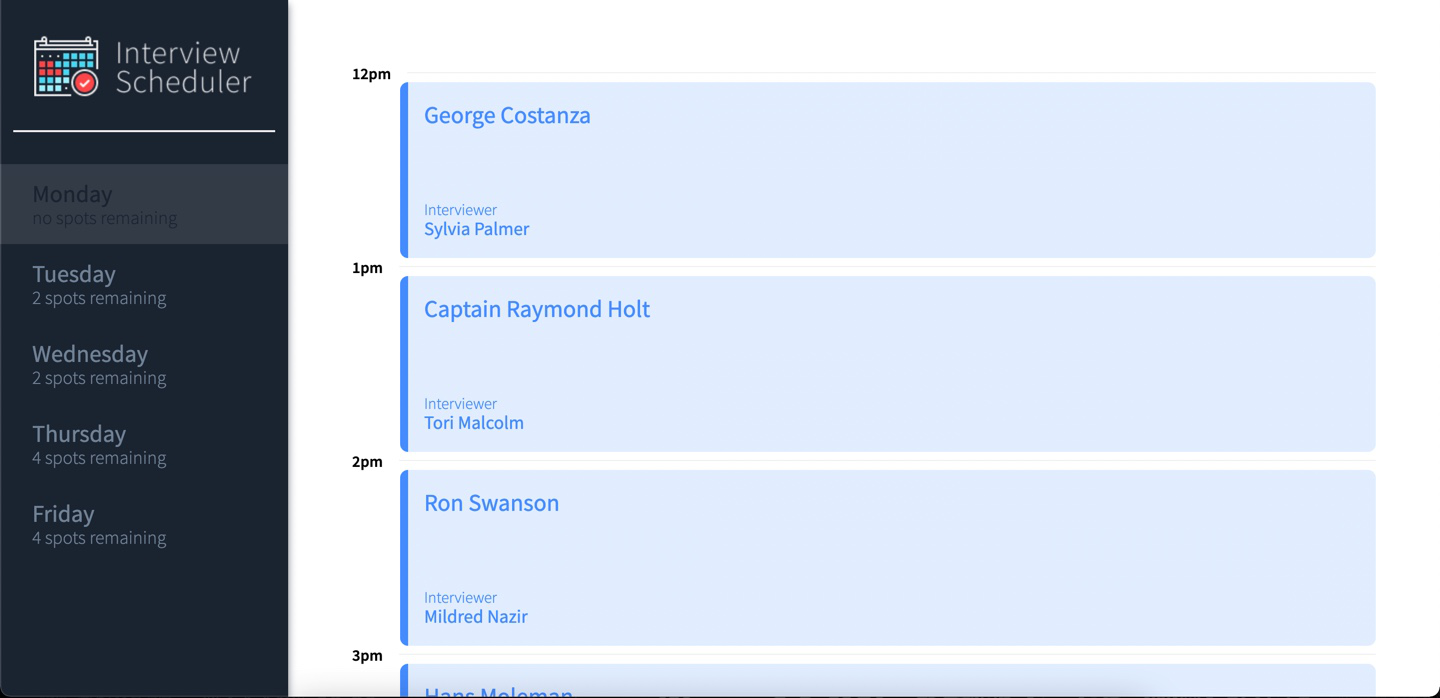 Interview
Scheduler
Monday
no spots remaining
Tuesday
2 spots remaining
Wednesday
2 spots remaining
Thursday
4 spots remaining
Friday
4 spots remaining
12pm
George Costanza
Interviewer
Sylvia Palmer
1pm
Captain Raymond Holt
Interviewer
Tori Malcolm
2pm
Ron Swanson
Interviewer
Mildred Nazir
3pm
Hans Moleman